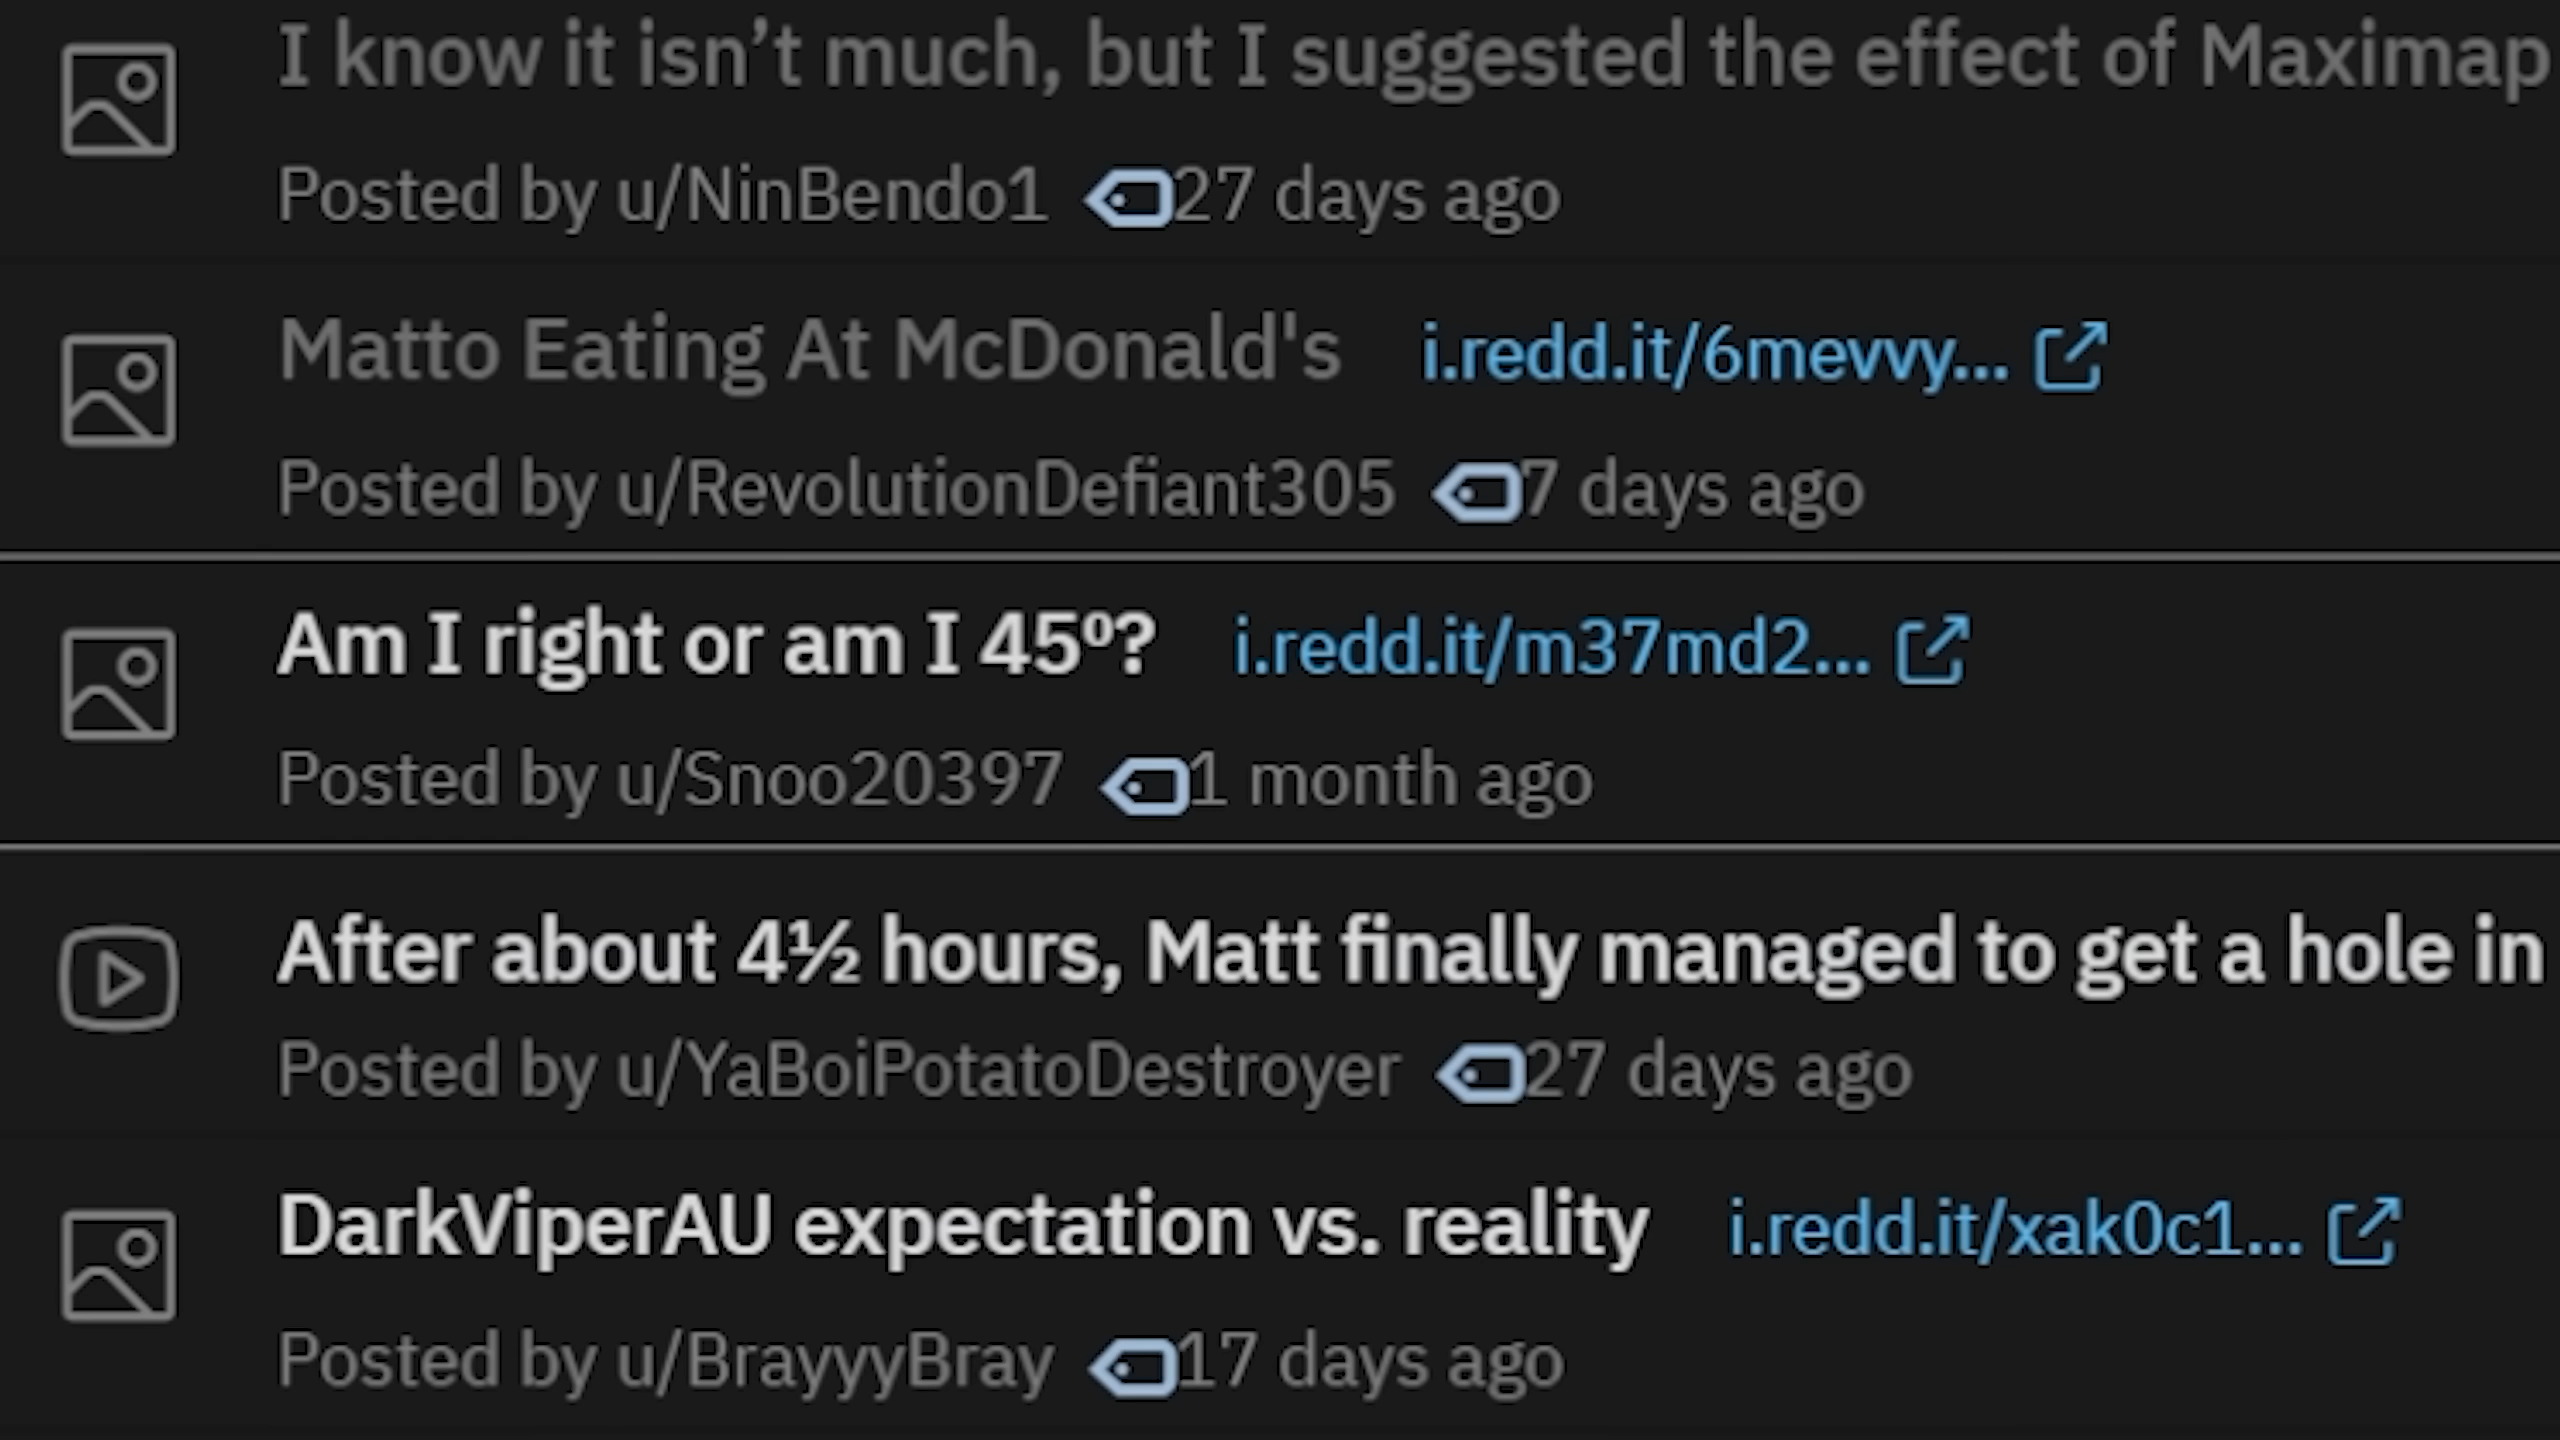 I know it isn’t much, but I suggested the effect of Maximap
Posted by u/NinBendo1 27 days ago
Matto Eating At McDonald's i.redd.it/6mevvy...
Posted by u/RevolutionDefiant305 7 days ago
Am I right or am I 45º? i.redd.it/m37md2...
Posted by u/Snoo20397 1 month ago
After about 4½ hours, Matt finally managed to get a hole in
Posted by u/YaBoiPotatoDestroyer 27 days ago
DarkViperAU expectation vs. reality i.redd.it/xak0c1...
Posted by u/BrayyyBray 17 days ago